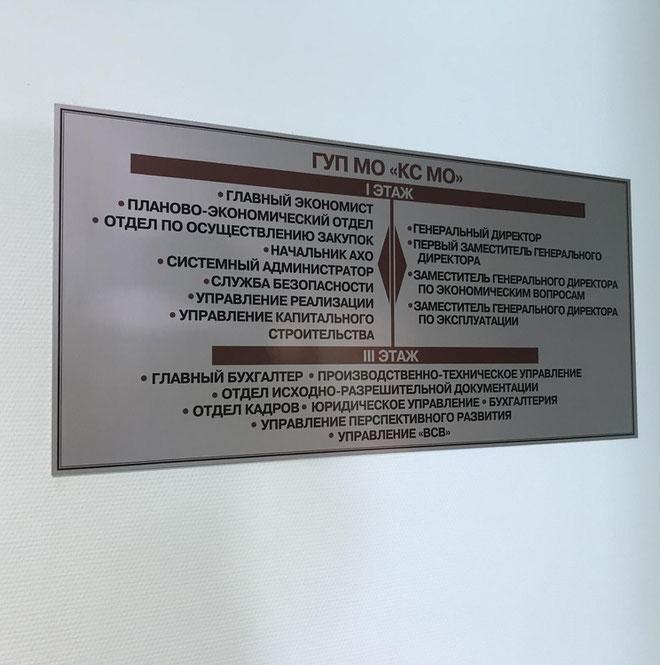 ГУП МО «КС МО»
I ЭТАЖ
• ГЛАВНЫЙ ЭКОНОМИСТ
• ПЛАНОВО-ЭКОНОМИЧЕСКИЙ ОТДЕЛ
• ОТДЕЛ ПО ОСУЩЕСТВЛЕНИЮ ЗАКУПОК
• НАЧАЛЬНИК АХО
• СИСТЕМНЫЙ АДМИНИСТРАТОР
• СЛУЖБА БЕЗОПАСНОСТИ
• УПРАВЛЕНИЕ РЕАЛИЗАЦИИ
• УПРАВЛЕНИЕ КАПИТАЛЬНОГО
СТРОИТЕЛЬСТВА
• ГЕНЕРАЛЬНЫЙ ДИРЕКТОР
• ПЕРВЫЙ ЗАМЕСТИТЕЛЬ ГЕНЕРАЛЬНОГО
ДИРЕКТОРА
• ЗАМЕСТИТЕЛЬ ГЕНЕРАЛЬНОГО ДИРЕКТОРА
ПО ЭКОНОМИЧЕСКИМ ВОПРОСАМ
• ЗАМЕСТИТЕЛЬ ГЕНЕРАЛЬНОГО ДИРЕКТОРА
ПО ЭКСПЛУАТАЦИИ
III ЭТАЖ
• ГЛАВНЫЙ БУХГАЛТЕР • ПРОИЗВОДСТВЕННО-ТЕХНИЧЕСКОЕ УПРАВЛЕНИЕ
• ОТДЕЛ ИСХОДНО-РАЗРЕШИТЕЛЬНОЙ ДОКУМЕНТАЦИИ
• ОТДЕЛ КАДРОВ • ЮРИДИЧЕСКОЕ УПРАВЛЕНИЕ • БУХГАЛТЕРИЯ
• УПРАВЛЕНИЕ ПЕРСПЕКТИВНОГО РАЗВИТИЯ
• УПРАВЛЕНИЕ «ВСВ»